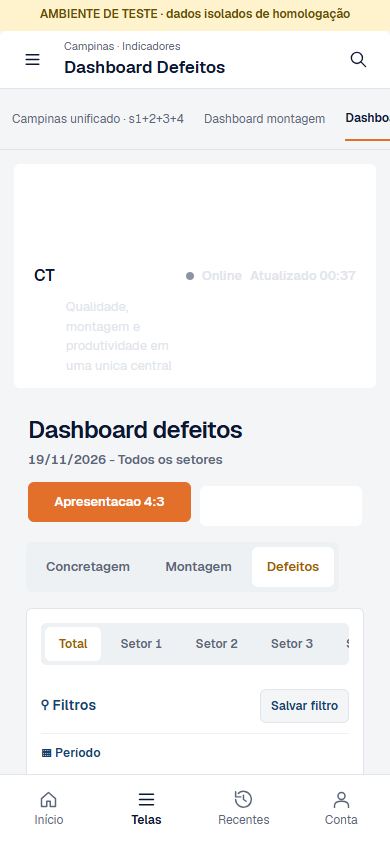 AMBIENTE DE TESTE · dados isolados de homologação
Campinas · Indicadores
Dashboard Defeitos
Campinas unificado · s1+2+3+4 Dashboard montagem Dashbo
CT
Online Atualizado 00:37
Qualidade,
montagem e
produtividade em
uma unica central
Dashboard defeitos
19/11/2026 - Todos os setores
Apresentacao 4:3
Concretagem Montagem Defeitos
Total Setor 1 Setor 2 Setor 3
Filtros Salvar filtro
Período
Início Telas Recentes Conta